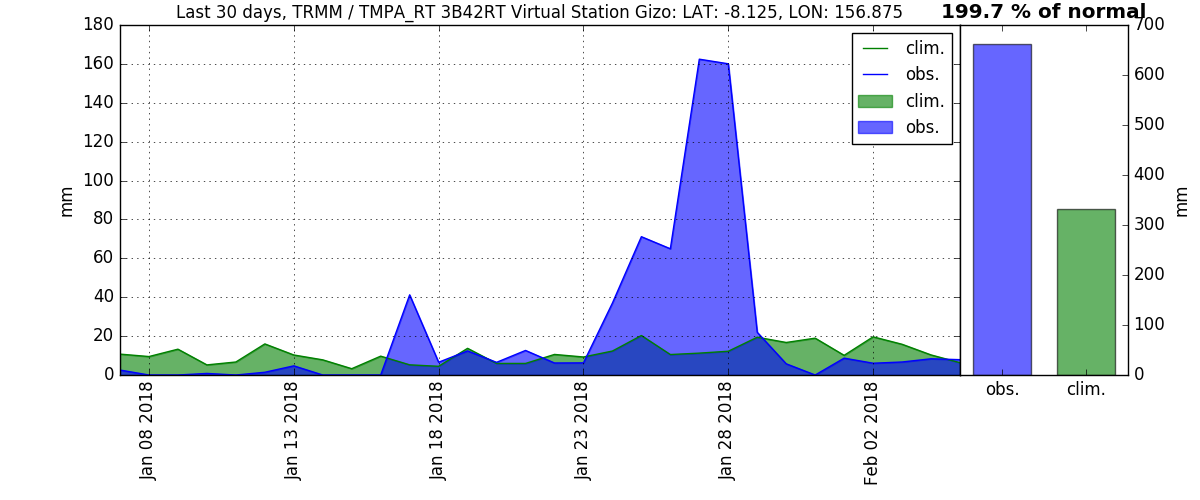 Last 30 days, TRMM / TMPA_RT 3B42RT Virtual Station Gizo: LAT: -8.125, LON: 156.875
199.7 % of normal
180
160
140
120
100
80
60
40
20
0
mm
clim.
obs.
clim.
obs.
Jan 08 2018
Jan 13 2018
Jan 18 2018
Jan 23 2018
Jan 28 2018
Feb 02 2018
700
600
500
400
300
200
100
0
mm
obs.
clim.